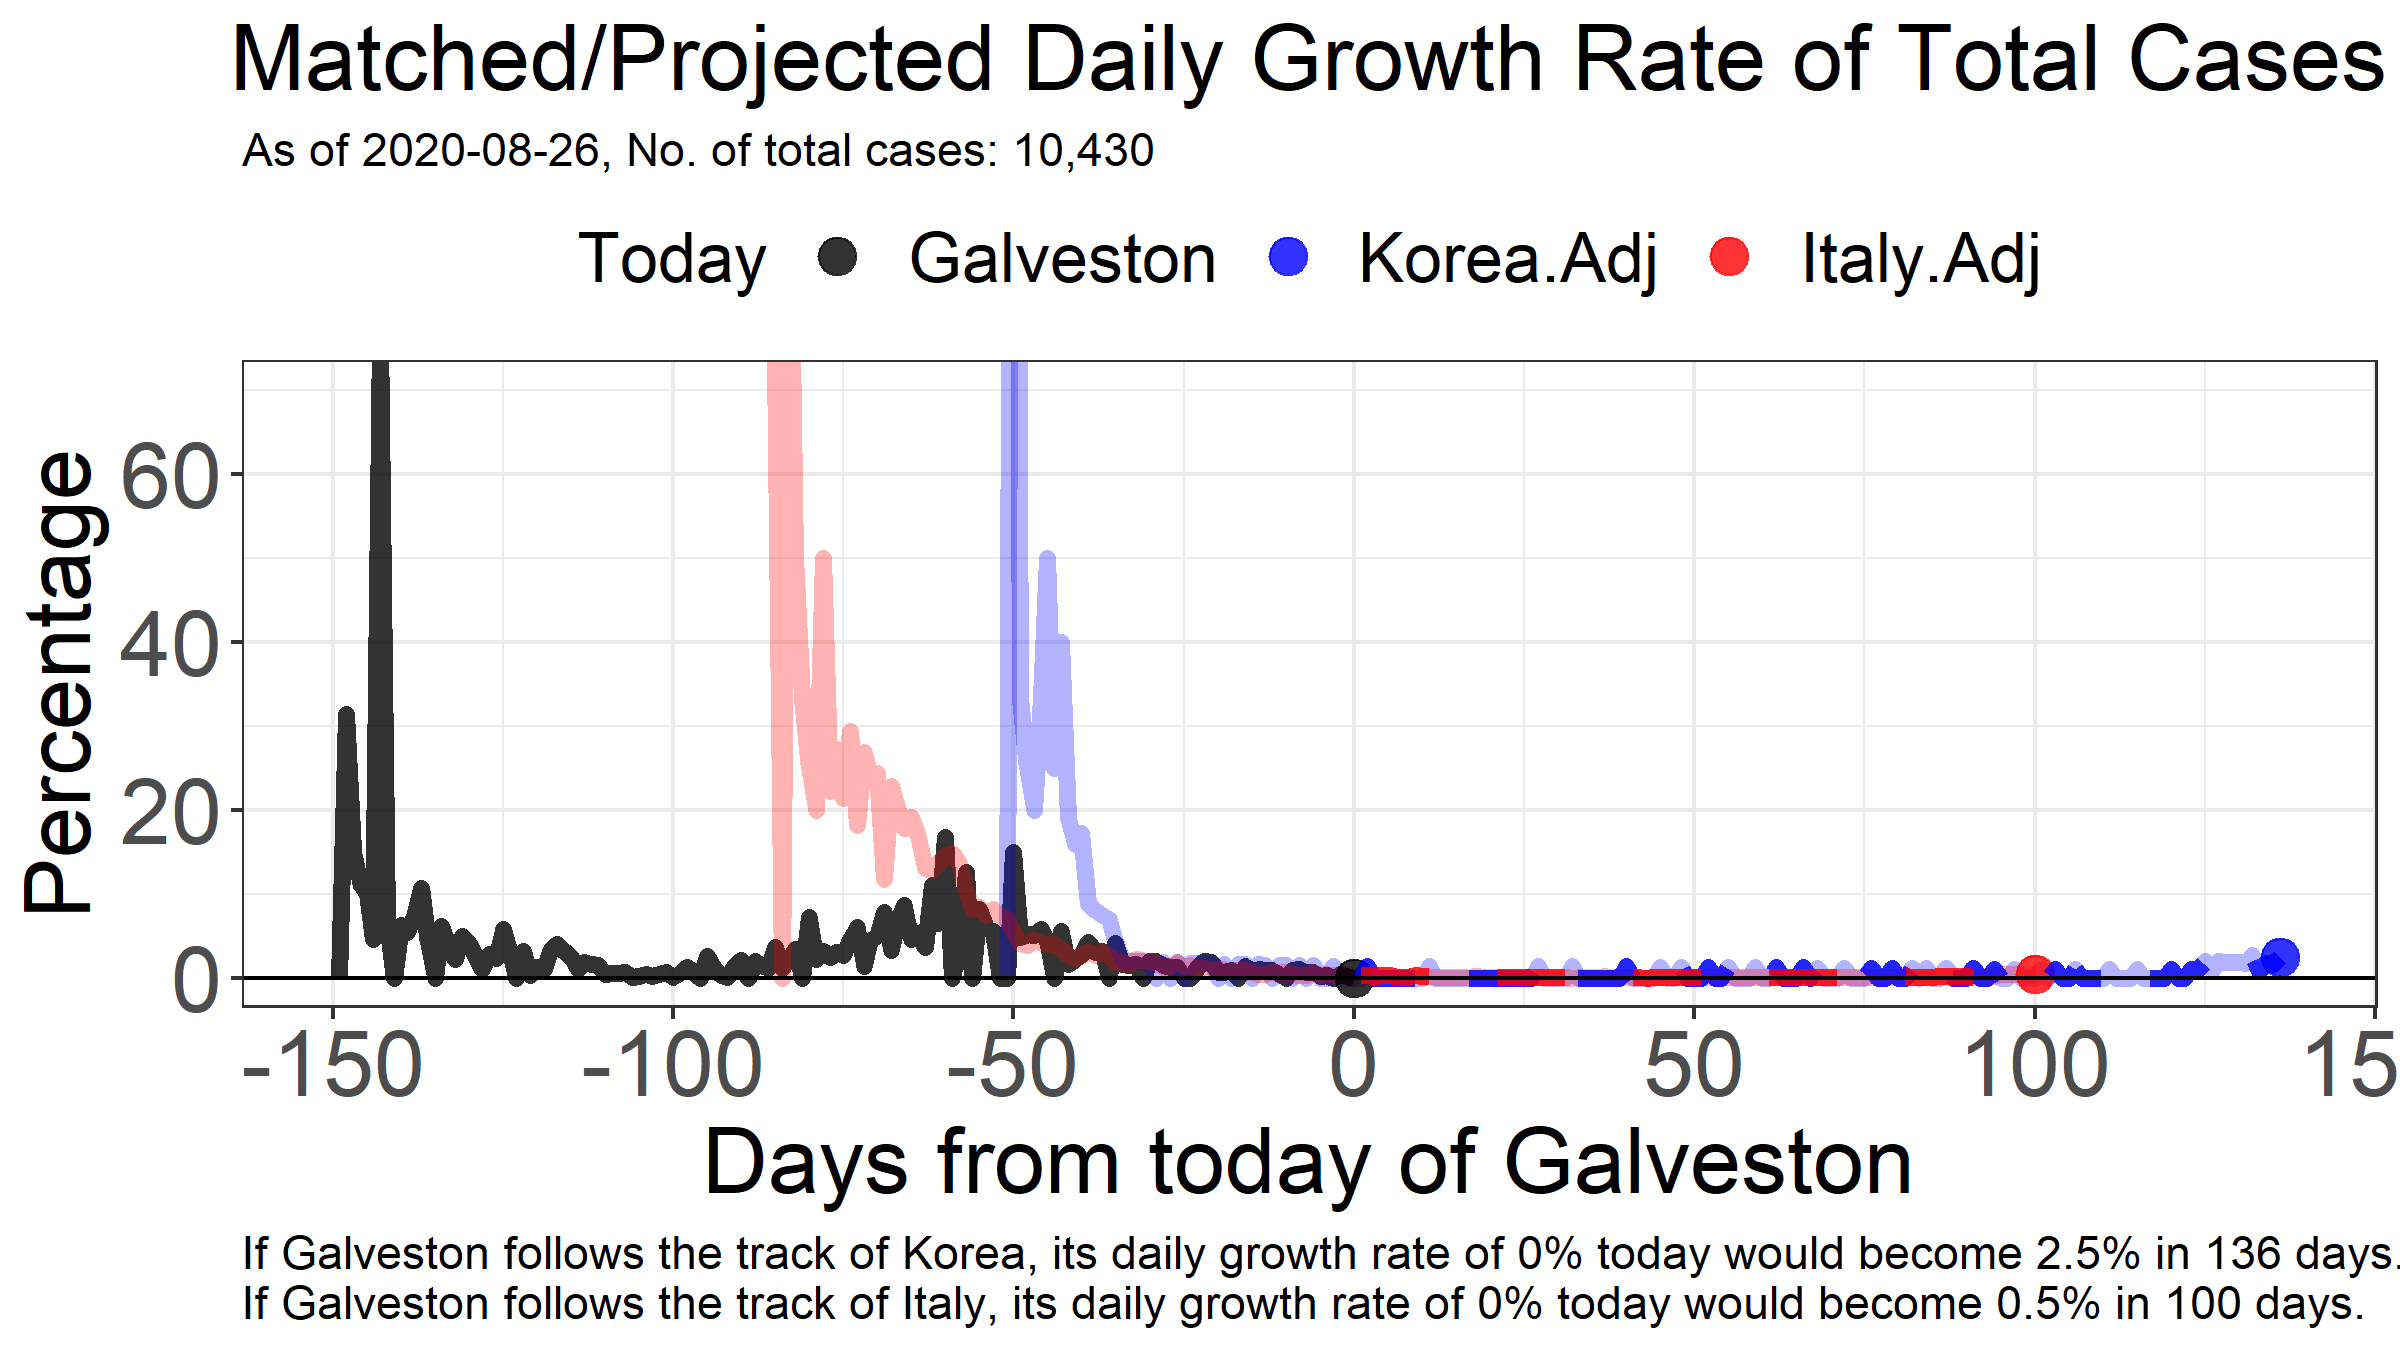 Matched/Projected Daily Growth Rate of Total Cases
As of 2020-08-26, No. of total cases: 10,430
Today Galveston Korea.Adj Italy.Adj
Percentage
60
40
20
0
-150 -100 -50 0 50 100 15
Days from today of Galveston
If Galveston follows the track of Korea, its daily growth rate of 0% today would become 2.5% in 136 days.
If Galveston follows the track of Italy, its daily growth rate of 0% today would become 0.5% in 100 days.